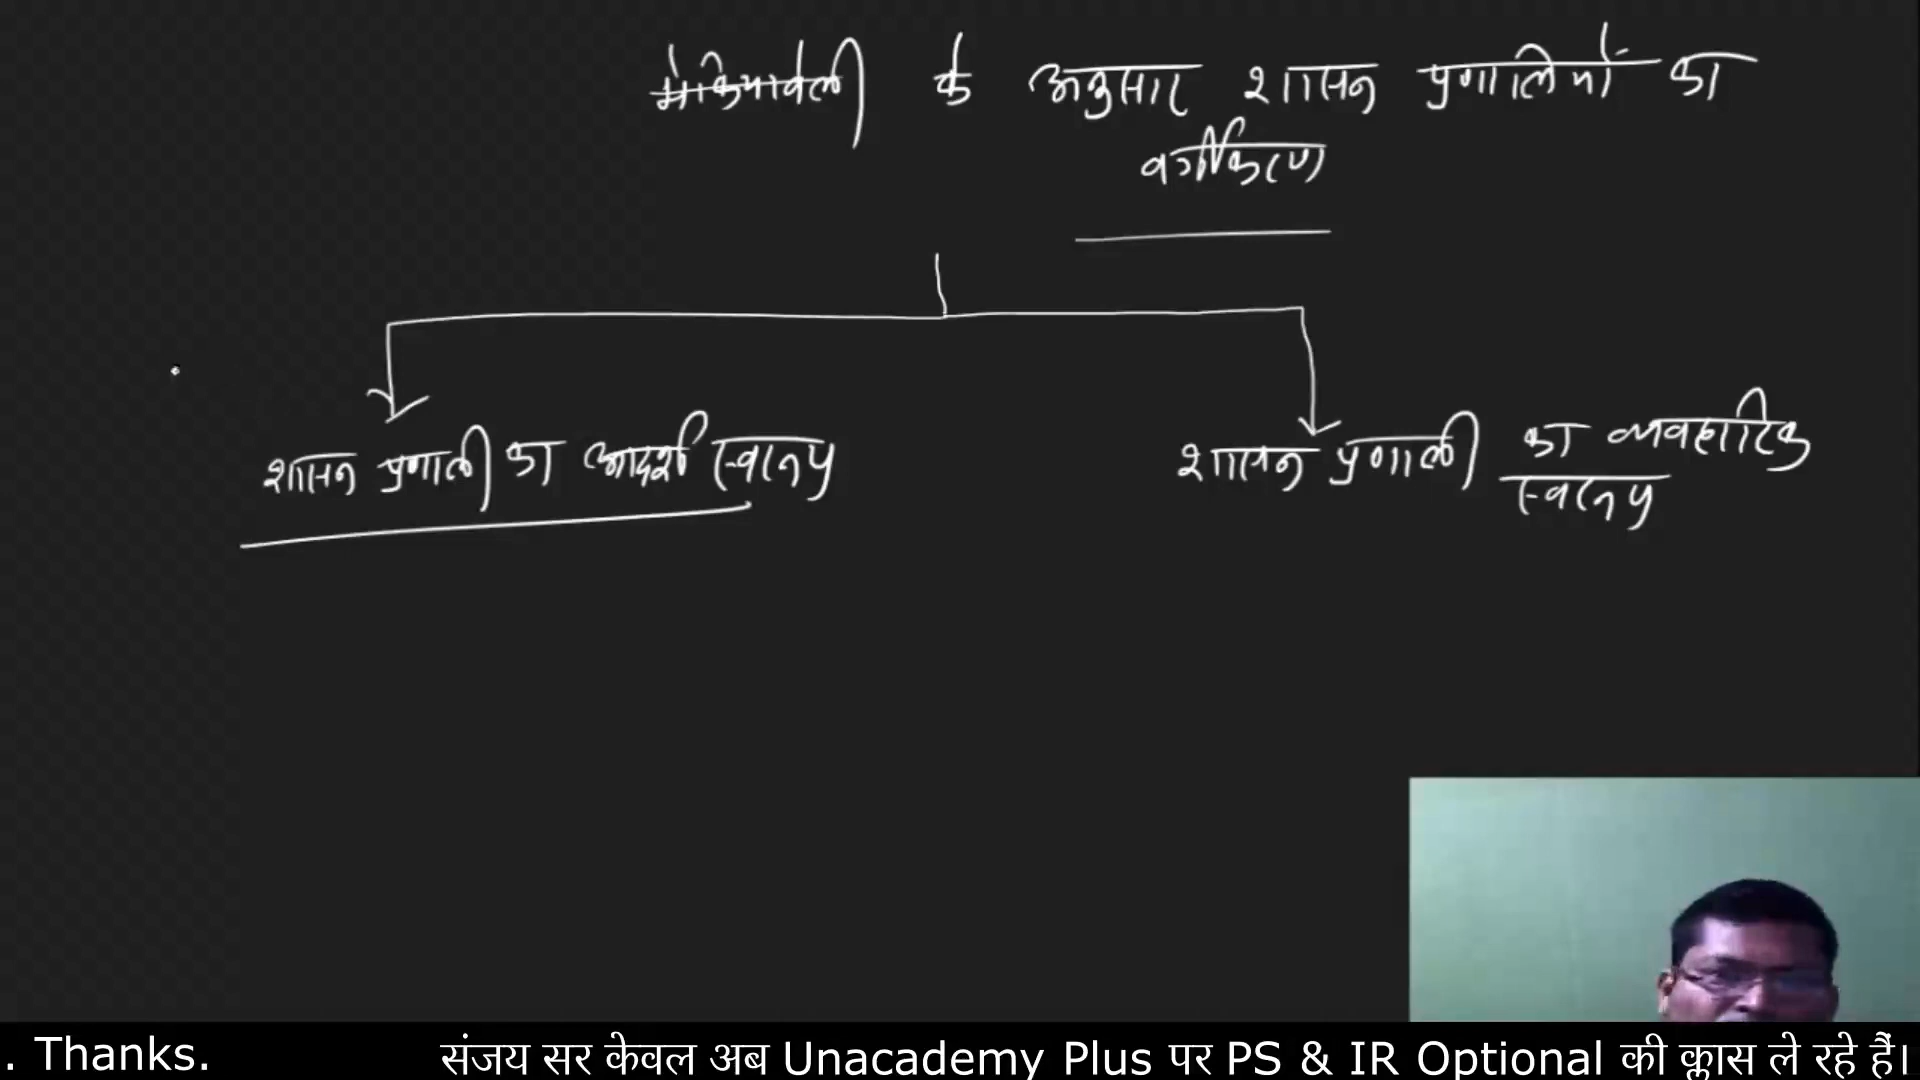 मैकियावेली के अनुसार शासन प्रणालियों का
वर्गीकरण
शासन प्रणाली का आदर्श स्वरूप
शासन प्रणाली का व्यवहारिक
स्वरूप
. Thanks. संजय सर केवल अब Unacademy Plus पर PS & IR Optional की क्लास ले रहे हैं।